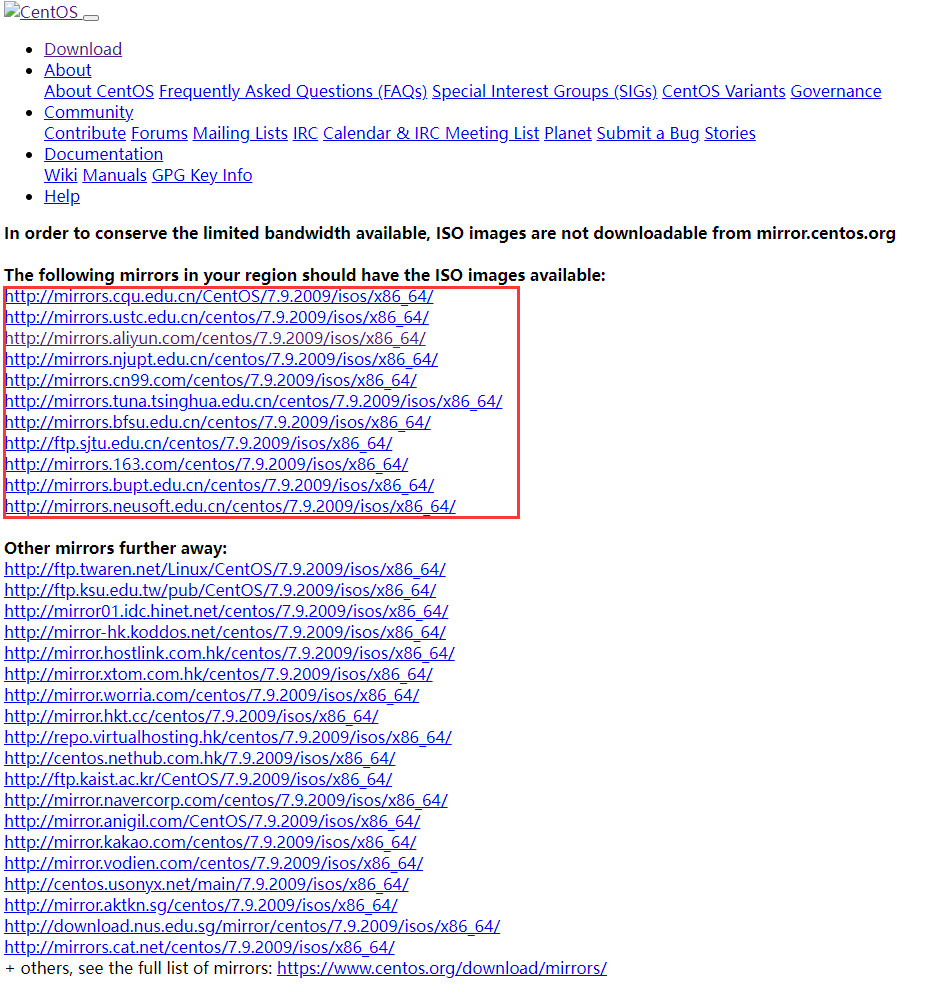 CentOS
Download
About
About CentOS Frequently Asked Questions (FAQs) Special Interest Groups (SIGs) CentOS Variants Governance
Community
Contribute Forums Mailing Lists IRC Calendar & IRC Meeting List Planet Submit a Bug Stories
Documentation
Wiki Manuals GPG Key Info
Help
In order to conserve the limited bandwidth available, ISO images are not downloadable from mirror.centos.org
The following mirrors in your region should have the ISO images available:
http://mirrors.cqu.edu.cn/CentOS/7.9.2009/isos/x86_64/
http://mirrors.ustc.edu.cn/centos/7.9.2009/isos/x86_64/
http://mirrors.aliyun.com/centos/7.9.2009/isos/x86_64/
http://mirrors.njupt.edu.cn/centos/7.9.2009/isos/x86_64/
http://mirrors.cn99.com/centos/7.9.2009/isos/x86_64/
http://mirrors.tuna.tsinghua.edu.cn/centos/7.9.2009/isos/x86_64/
http://mirrors.bfsu.edu.cn/centos/7.9.2009/isos/x86_64/
http://ftp.sjtu.edu.cn/centos/7.9.2009/isos/x86_64/
http://mirrors.163.com/centos/7.9.2009/isos/x86_64/
http://mirrors.bupt.edu.cn/centos/7.9.2009/isos/x86_64/
http://mirrors.neusoft.edu.cn/centos/7.9.2009/isos/x86_64/
Other mirrors further away:
http://ftp.twaren.net/Linux/CentOS/7.9.2009/isos/x86_64/
http://ftp.ksu.edu.tw/pub/CentOS/7.9.2009/isos/x86_64/
http://mirror01.idc.hinet.net/centos/7.9.2009/isos/x86_64/
http://mirror-hk.koddos.net/centos/7.9.2009/isos/x86_64/
http://mirror.hostlink.com.hk/centos/7.9.2009/isos/x86_64/
http://mirror.xtom.com.hk/centos/7.9.2009/isos/x86_64/
http://mirror.worria.com/centos/7.9.2009/isos/x86_64/
http://mirror.hkt.cc/centos/7.9.2009/isos/x86_64/
http://repo.virtualhosting.hk/centos/7.9.2009/isos/x86_64/
http://centos.nethub.com.hk/7.9.2009/isos/x86_64/
http://ftp.kaist.ac.kr/CentOS/7.9.2009/isos/x86_64/
http://mirror.navercorp.com/centos/7.9.2009/isos/x86_64/
http://mirror.anigil.com/CentOS/7.9.2009/isos/x86_64/
http://mirror.kakao.com/centos/7.9.2009/isos/x86_64/
http://mirror.vodien.com/centos/7.9.2009/isos/x86_64/
http://centos.usonyx.net/main/7.9.2009/isos/x86_64/
http://mirror.aktkn.sg/centos/7.9.2009/isos/x86_64/
http://download.nus.edu.sg/mirror/centos/7.9.2009/isos/x86_64/
http://mirrors.cat.net/centos/7.9.2009/isos/x86_64/
+ others, see the full list of mirrors: https://www.centos.org/download/mirrors/